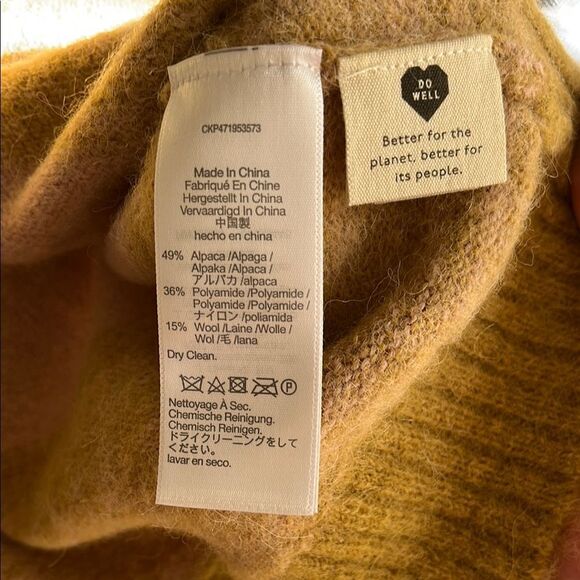 CKP471953573
Made In China
Fabriqué En Chine
Hergestellt In China
Vervaardigd In China
中国製
hecho en china
49% Alpaca /Alpaga /
Alpaka /Alpaca /
アルパカ /alpaca
36% Polyamide /Polyamide /
Polyamide /Polyamide /
ナイロン /poliamida
15% Wool /Laine /Wolle /
Wol /毛 /lana
Dry Clean.
P
Nettoyage À Sec.
Chemische Reinigung.
Chemisch Reinigen.
ドライクリーニングをして
ください。
lavar en seco.
DO
WELL
Better for the
planet, better for
its people.